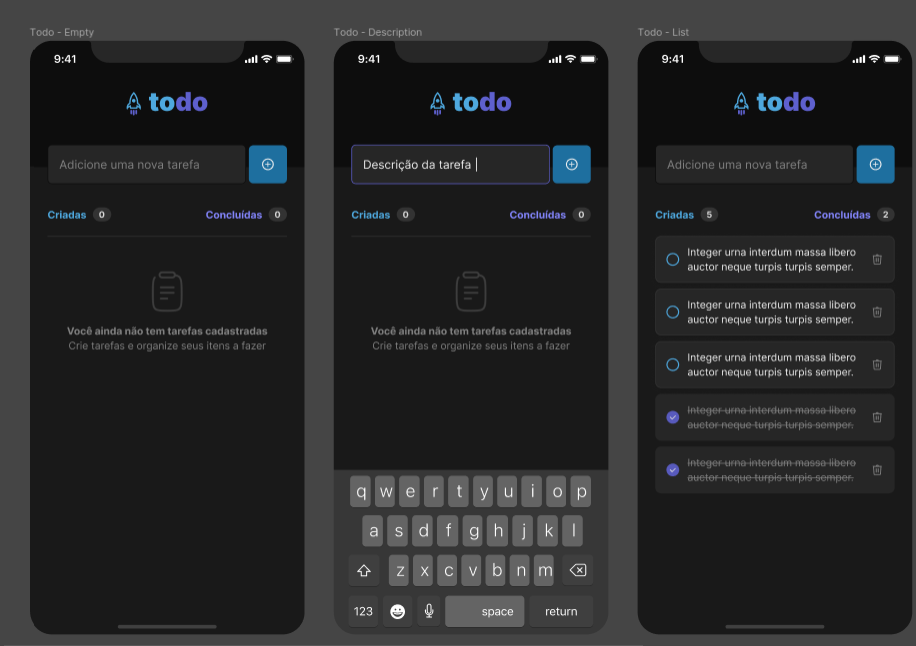 Todo - Empty
9:41
todo
Adicione uma nova tarefa
Criadas 0
Concluídas 0
Você ainda não tem tarefas cadastradas
Crie tarefas e organize seus itens a fazer
Todo - Description
9:41
todo
Descrição da tarefa
Criadas 0
Concluídas 0
Você ainda não tem tarefas cadastradas
Crie tarefas e organize seus itens a fazer
q w e r t y u i o p
a s d f g h j k l
z x c v b n m
123 space return
Todo - List
9:41
todo
Adicione uma nova tarefa
Criadas 5
Concluídas 2
Integer urna interdum massa libero
auctor neque turpis turpis semper.
Integer urna interdum massa libero
auctor neque turpis turpis semper.
Integer urna interdum massa libero
auctor neque turpis turpis semper.
Integer urna interdum massa libero
auctor neque turpis turpis semper.
Integer urna interdum massa libero
auctor neque turpis turpis semper.